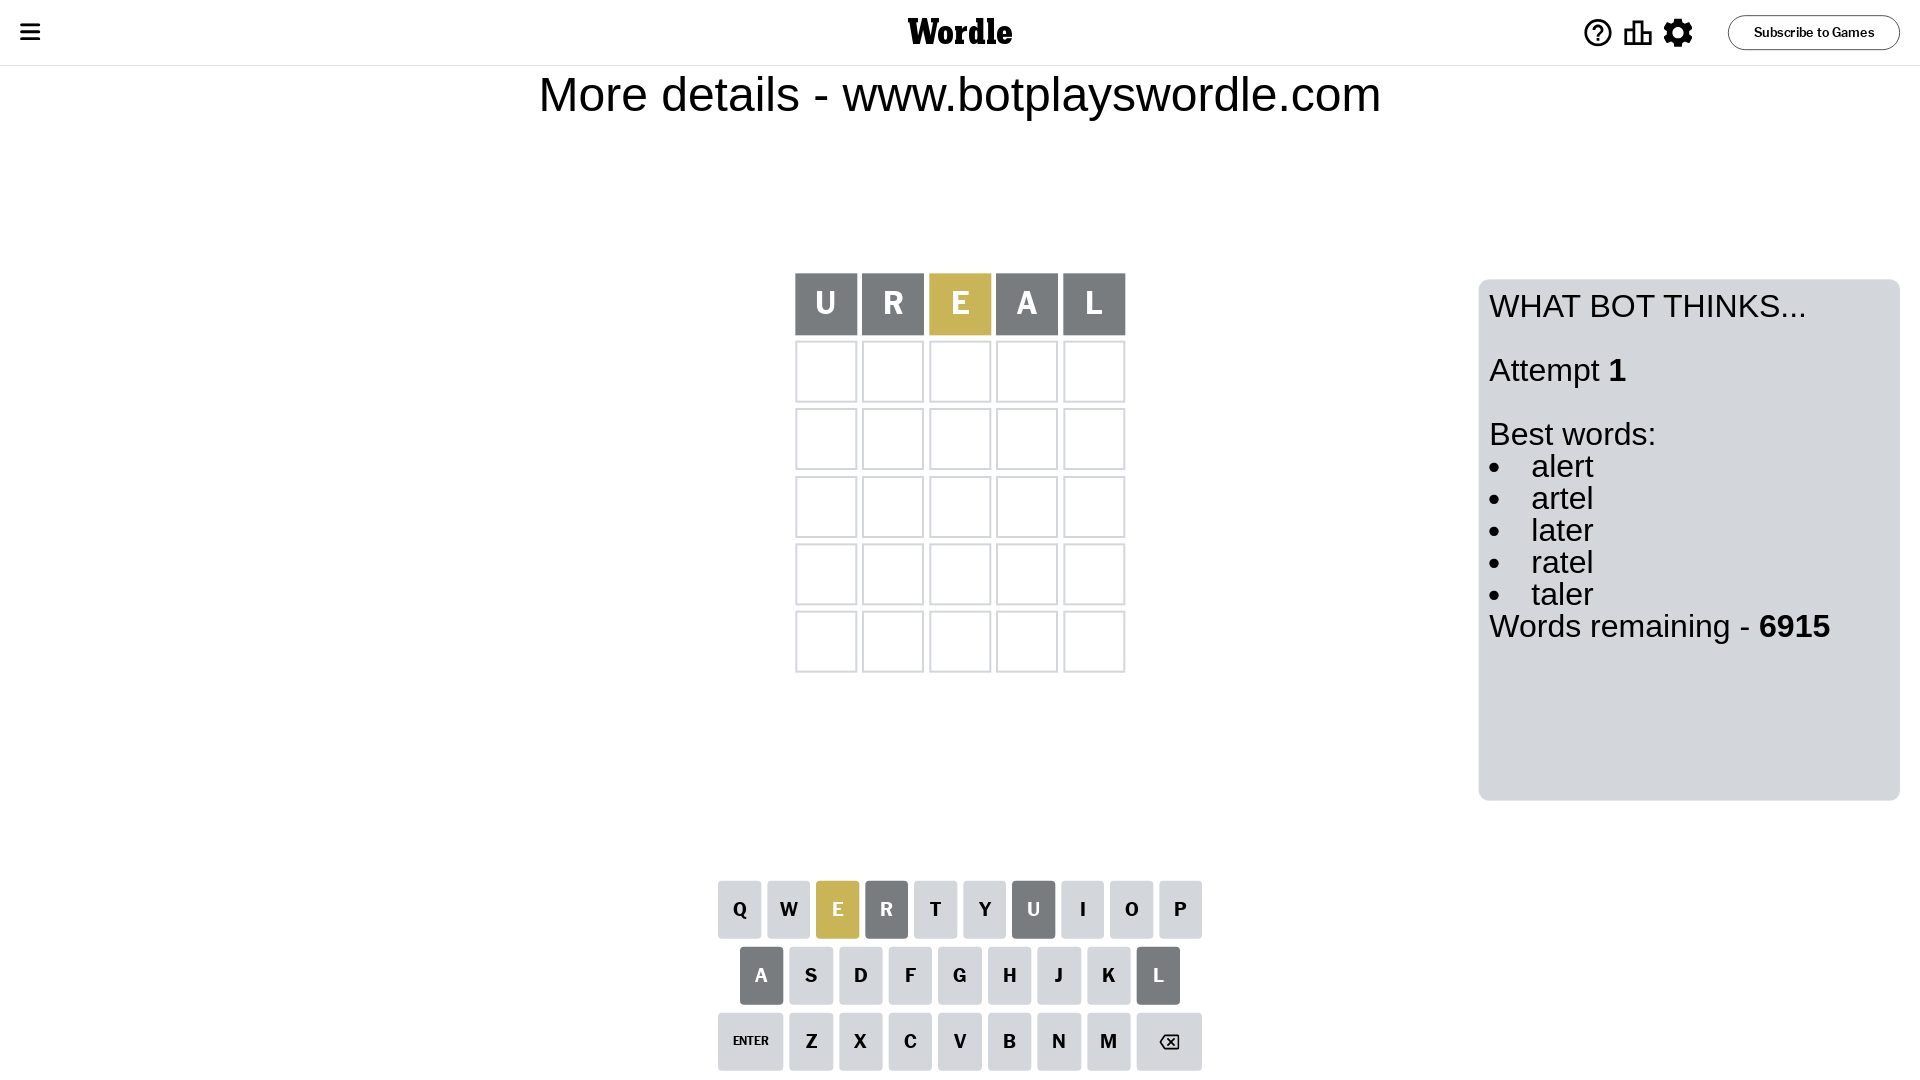 Wordle
Subscribe to Games
More details - www.botplayswordle.com
U R E A L
WHAT BOT THINKS...
Attempt 1
Best words:
• alert
• artel
• later
• ratel
• taler
Words remaining - 6915
Q W E R T Y U I O P
A S D F G H J K L
ENTER Z X C V B N M